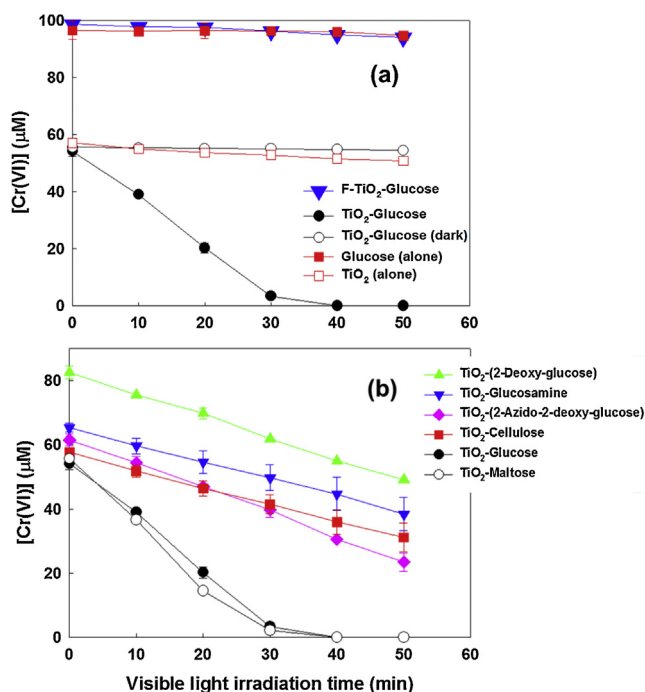 (a)
[Cr(VI)] (μM)
100
80
60
40
20
0
F-TiO₂-Glucose
TiO₂-Glucose
TiO₂-Glucose (dark)
Glucose (alone)
TiO₂ (alone)
0 10 20 30 40 50 60
(b)
[Cr(VI)] (μM)
80
60
40
20
0
TiO₂-(2-Deoxy-glucose)
TiO₂-Glucosamine
TiO₂-(2-Azido-2-deoxy-glucose)
TiO₂-Cellulose
TiO₂-Glucose
TiO₂-Maltose
0 10 20 30 40 50 60
Visible light irradiation time (min)